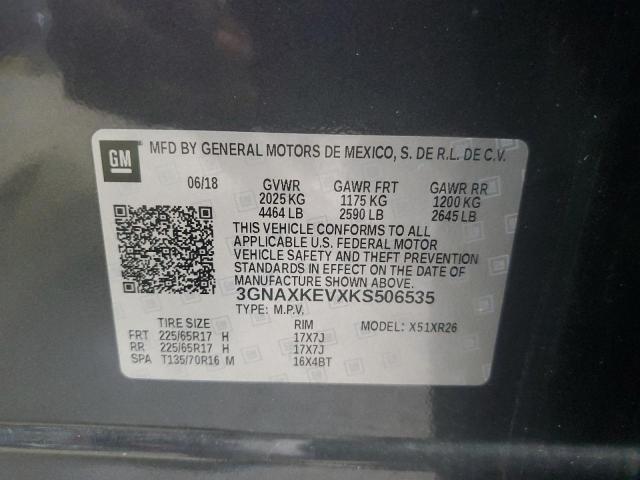 GM MFD BY GENERAL MOTORS DE MEXICO, S. DE R.L. DE C.V.
06/18 GVWR GAWR FRT GAWR RR
2025 KG 1175 KG 1200 KG
4464 LB 2590 LB 2645 LB
THIS VEHICLE CONFORMS TO ALL
APPLICABLE U.S. FEDERAL MOTOR
VEHICLE SAFETY AND THEFT PREVENTION
STANDARDS IN EFFECT ON THE DATE OF
MANUFACTURE SHOWN ABOVE.
3GNAXKEVXKS506535
TYPE: M.P.V.
TIRE SIZE RIM MODEL: X51XR26
FRT 225/65R17 H 17X7J
RR 225/65R17 H 17X7J
SPA T135/70R16 M 16X4BT